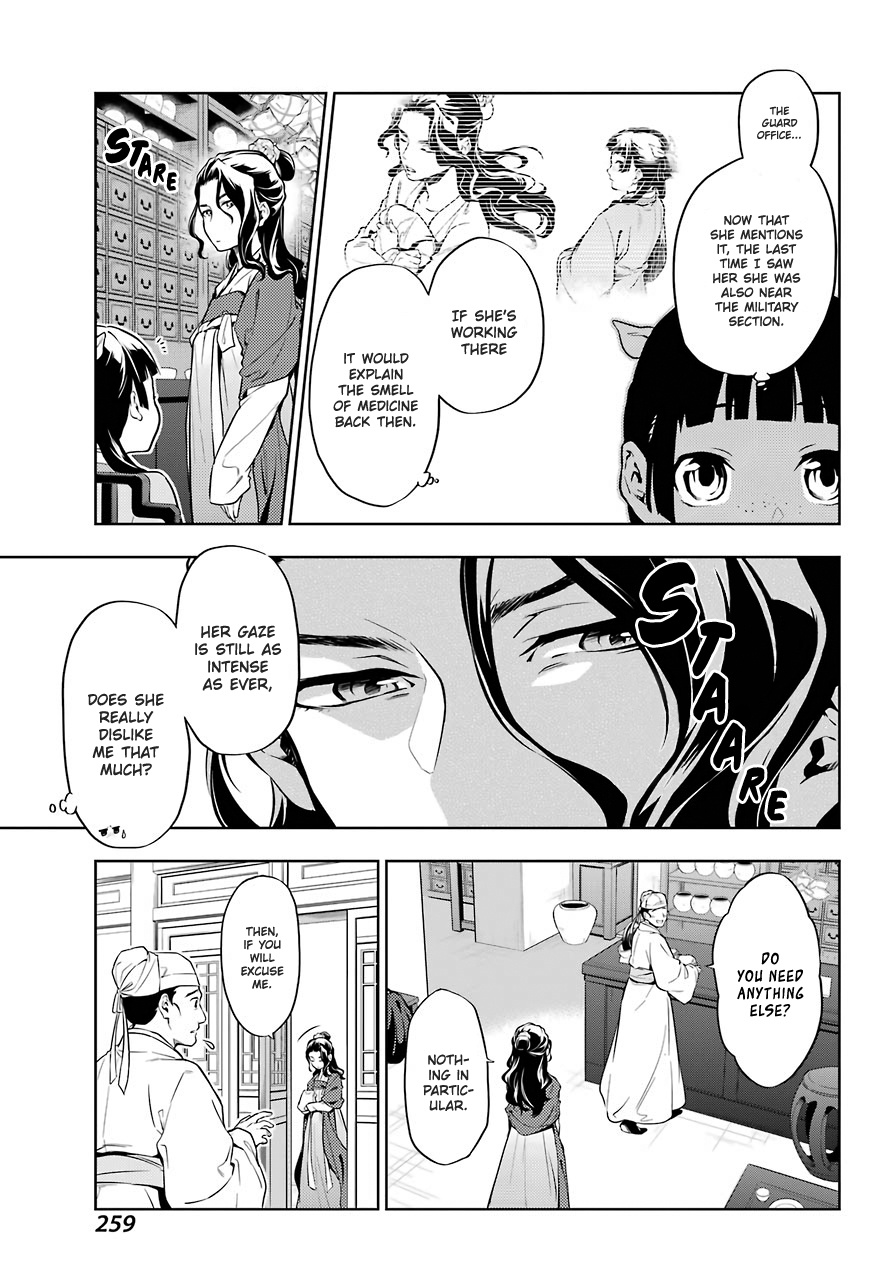 THE
GUARD
OFFICE...
NOW THAT
SHE MENTIONS
IT, THE LAST
TIME I SAW
HER SHE WAS
ALSO NEAR
THE MILITARY
SECTION.
IF SHE'S
WORKING
THERE
IT WOULD
EXPLAIN
THE SMELL
OF MEDICINE
BACK THEN.
STARE
STAARE
HER GAZE
IS STILL AS
INTENSE
AS EVER,
DOES SHE
REALLY
DISLIKE
ME THAT
MUCH?
DO
YOU NEED
ANYTHING
ELSE?
NOTH-
ING IN
PARTIC-
ULAR.
THEN,
IF YOU
WILL
EXCUSE
ME.
259